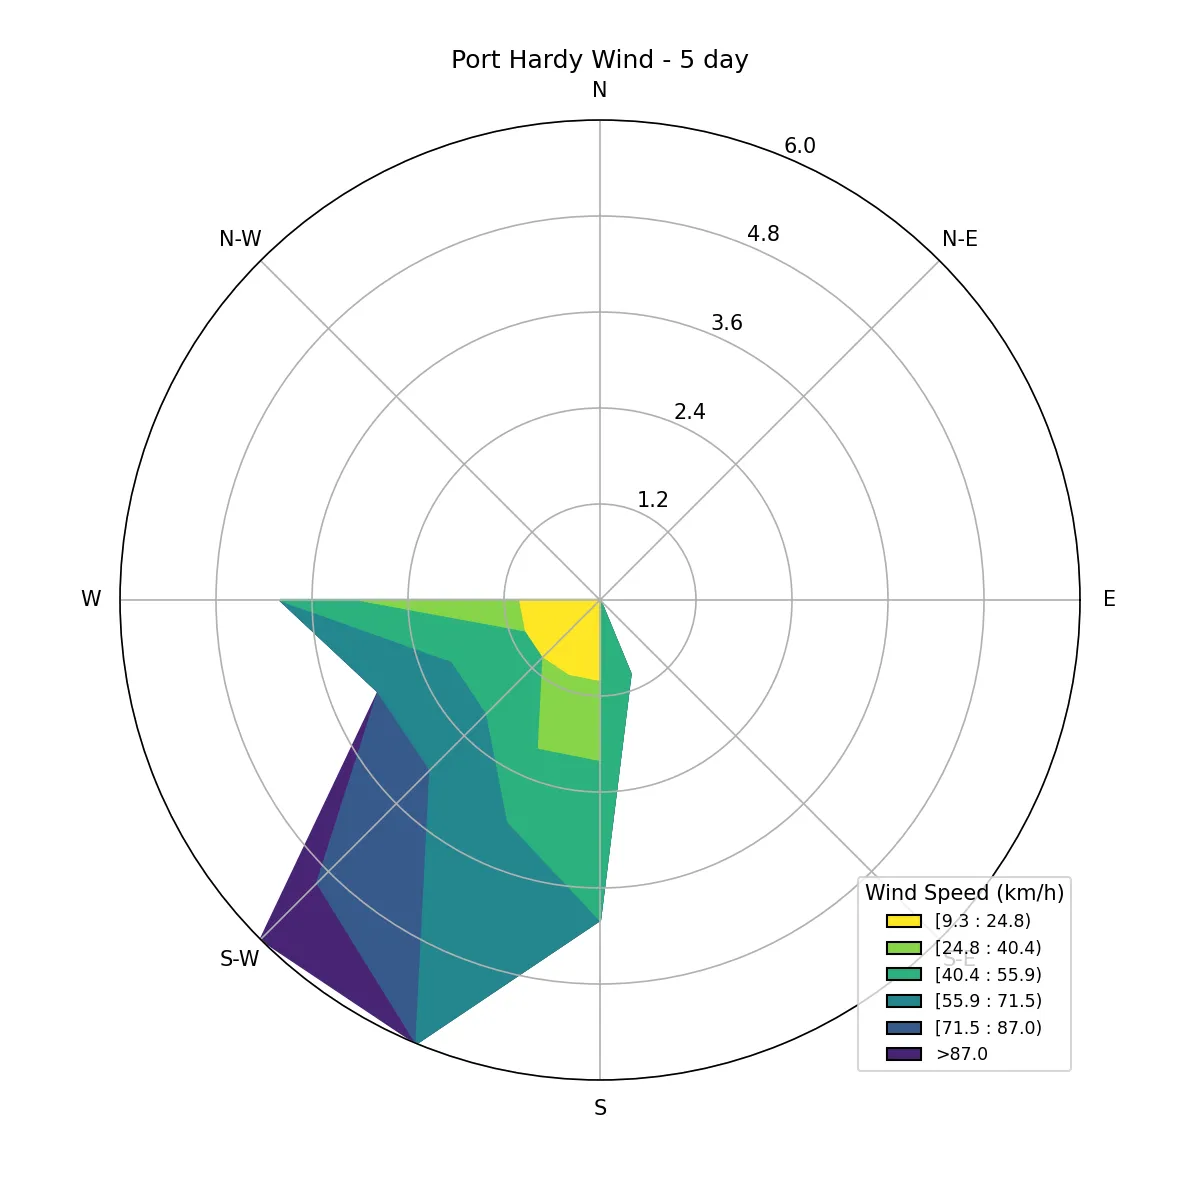 Port Hardy Wind - 5 day
N
6.0
N-W
4.8
N-E
3.6
2.4
1.2
W
E
Wind Speed (km/h)
[9.3 : 24.8)
[24.8 : 40.4)
S-W
S-E
[40.4 : 55.9)
[55.9 : 71.5)
[71.5 : 87.0)
>87.0
S